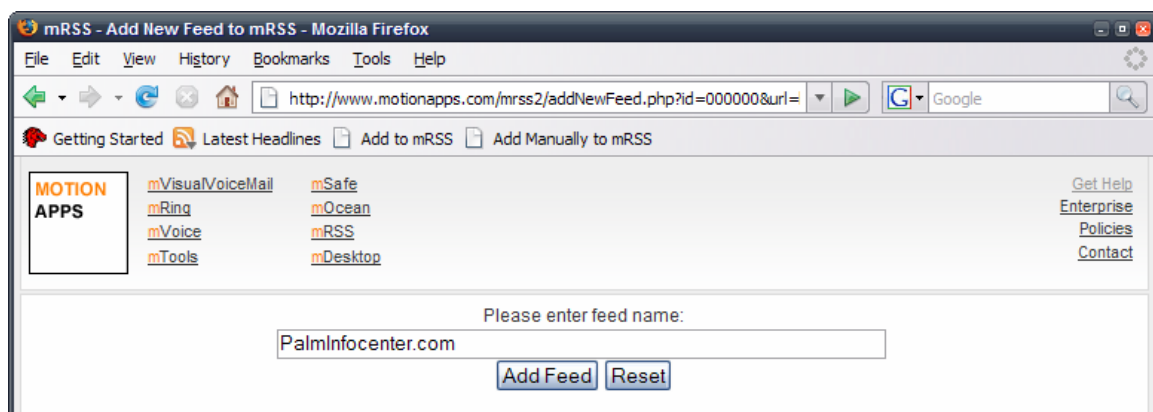 mRSS - Add New Feed to mRSS - Mozilla Firefox
File Edit View History Bookmarks Tools Help
http://www.motionapps.com/mrss2/addNewFeed.php?id=000000&url= G Google
Getting Started Latest Headlines Add to mRSS Add Manually to mRSS
MOTION APPS
mVisualVoiceMail mSafe Get Help
mRing mOcean Enterprise
mVoice mRSS Policies
mTools mDesktop Contact
Please enter feed name:
PalmInfocenter.com
Add Feed Reset